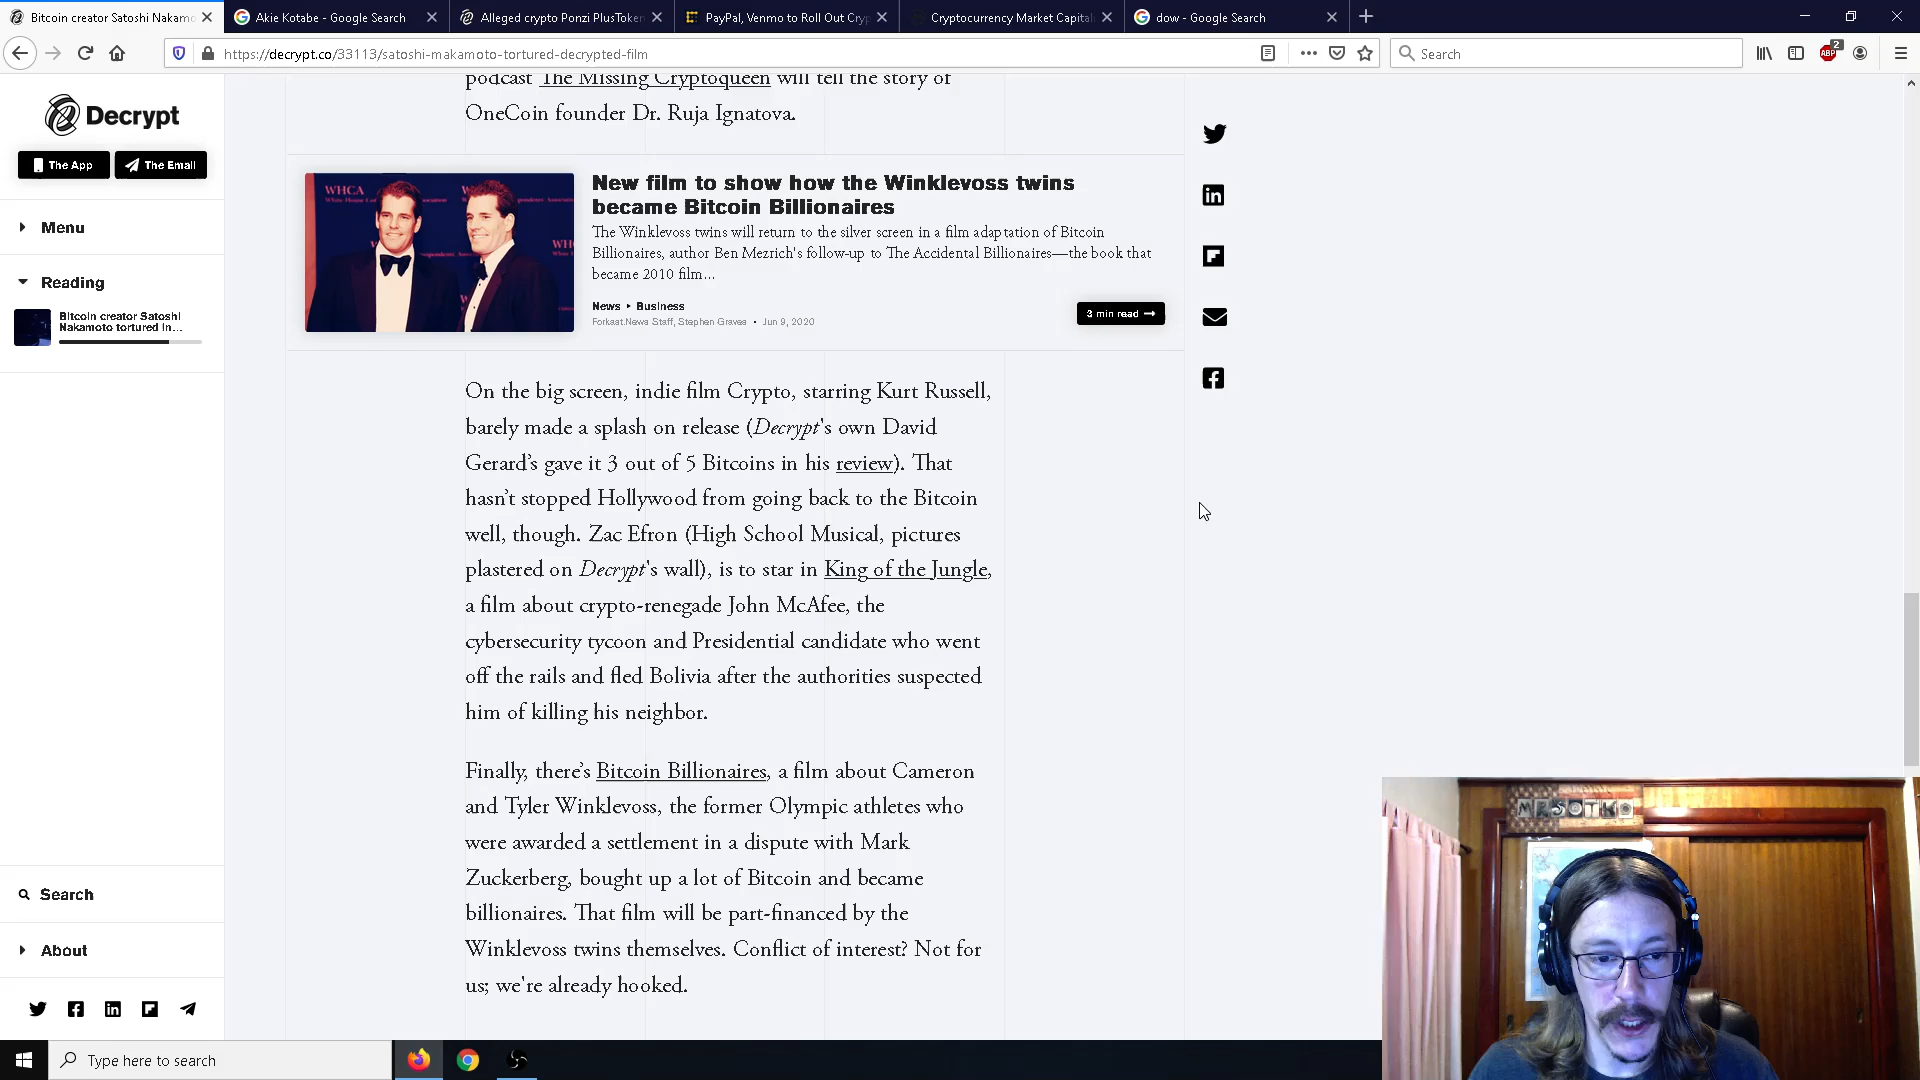 Bitcoin creator Satoshi Nakamo
Akie Kotabe - Google Search
Alleged crypto Ponzi PlusToken
PayPal, Venmo to Roll Out Cryp
Cryptocurrency Market Capitali
dow - Google Search
https://decrypt.co/33113/satoshi-makamoto-tortured-decrypted-film
Search
ABP
2
Decrypt
The App
The Email
Menu
Reading
Bitcoin creator Satoshi
Nakamoto tortured in...
Search
About
podcast The Missing Cryptoqueen will tell the story of
OneCoin founder Dr. Ruja Ignatova.
WHCA
New film to show how the Winklevoss twins
became Bitcoin Billionaires
The Winklevoss twins will return to the silver screen in a film adaptation of Bitcoin
Billionaires, author Ben Mezrich's follow-up to The Accidental Billionaires—the book that
became 2010 film...
News ‣ Business
Forkast.News Staff, Stephen Graves • Jun 9, 2020
3 min read
On the big screen, indie film Crypto, starring Kurt Russell,
barely made a splash on release (Decrypt's own David
Gerard’s gave it 3 out of 5 Bitcoins in his review). That
hasn’t stopped Hollywood from going back to the Bitcoin
well, though. Zac Efron (High School Musical, pictures
plastered on Decrypt's wall), is to star in King of the Jungle,
a film about crypto-renegade John McAfee, the
cybersecurity tycoon and Presidential candidate who went
off the rails and fled Bolivia after the authorities suspected
him of killing his neighbor.
Finally, there’s Bitcoin Billionaires, a film about Cameron
and Tyler Winklevoss, the former Olympic athletes who
were awarded a settlement in a dispute with Mark
Zuckerberg, bought up a lot of Bitcoin and became
billionaires. That film will be part-financed by the
Winklevoss twins themselves. Conflict of interest? Not for
us; we're already hooked.
MRSOTKO
Type here to search